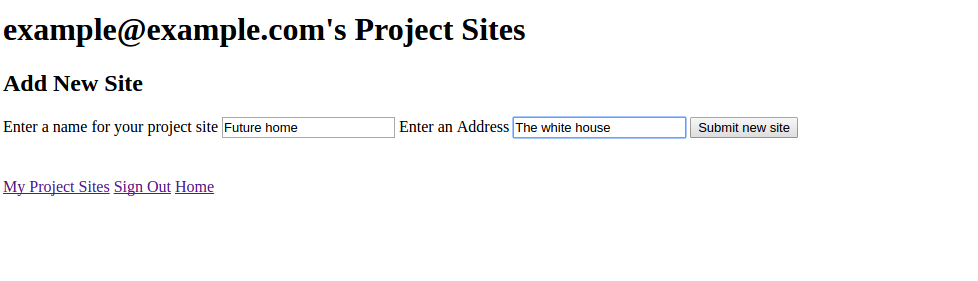 example@example.com's Project Sites
Add New Site
Enter a name for your project site Future home Enter an Address The white house Submit new site
My Project Sites Sign Out Home